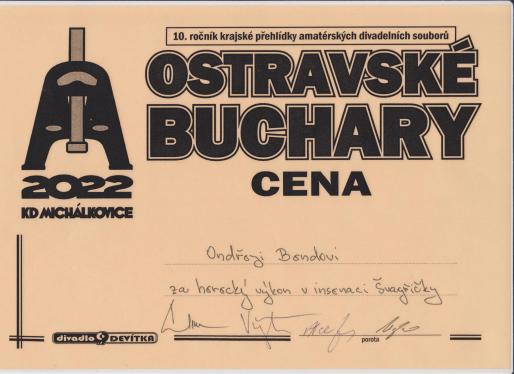 10. ročník krajské přehlídky amatérských divadelních souborů
OSTRAVSKÉ
BUCHARY
2022
CENA
KD MICHÁLKOVICE
Ondřeji Bendovi
za herecký výkon v inscenaci Švagřičky
divadlo DEVÍTKA
porota